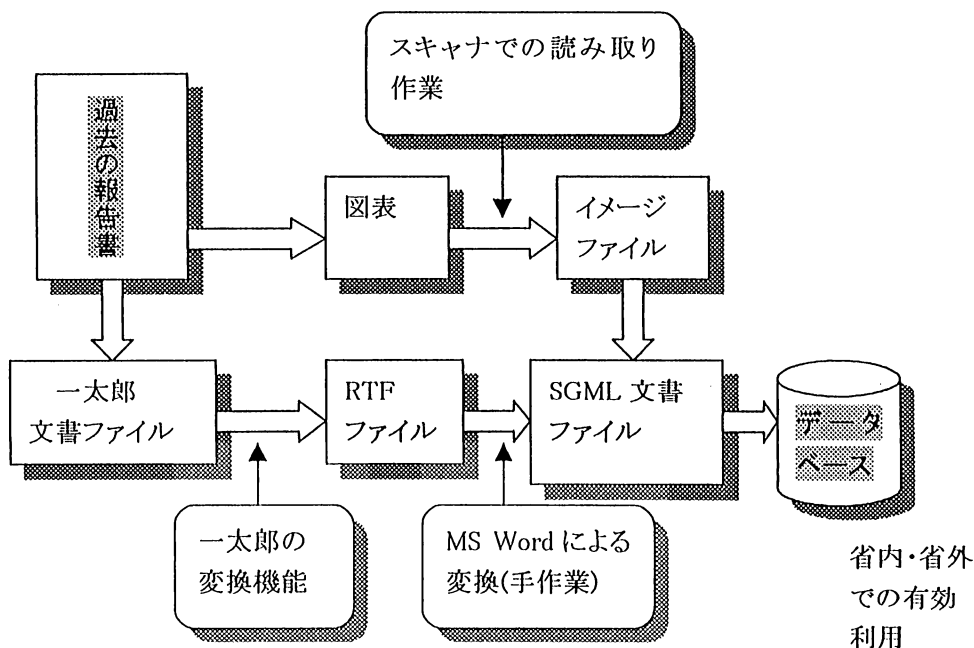 スキャナでの読み取り
作業
過去の報告書
図表
イメージ
ファイル
一太郎
文書ファイル
RTF
ファイル
SGML 文書
ファイル
データ
ベース
一太郎の
変換機能
MS Word による
変換(手作業)
省内・省外
での有効
利用